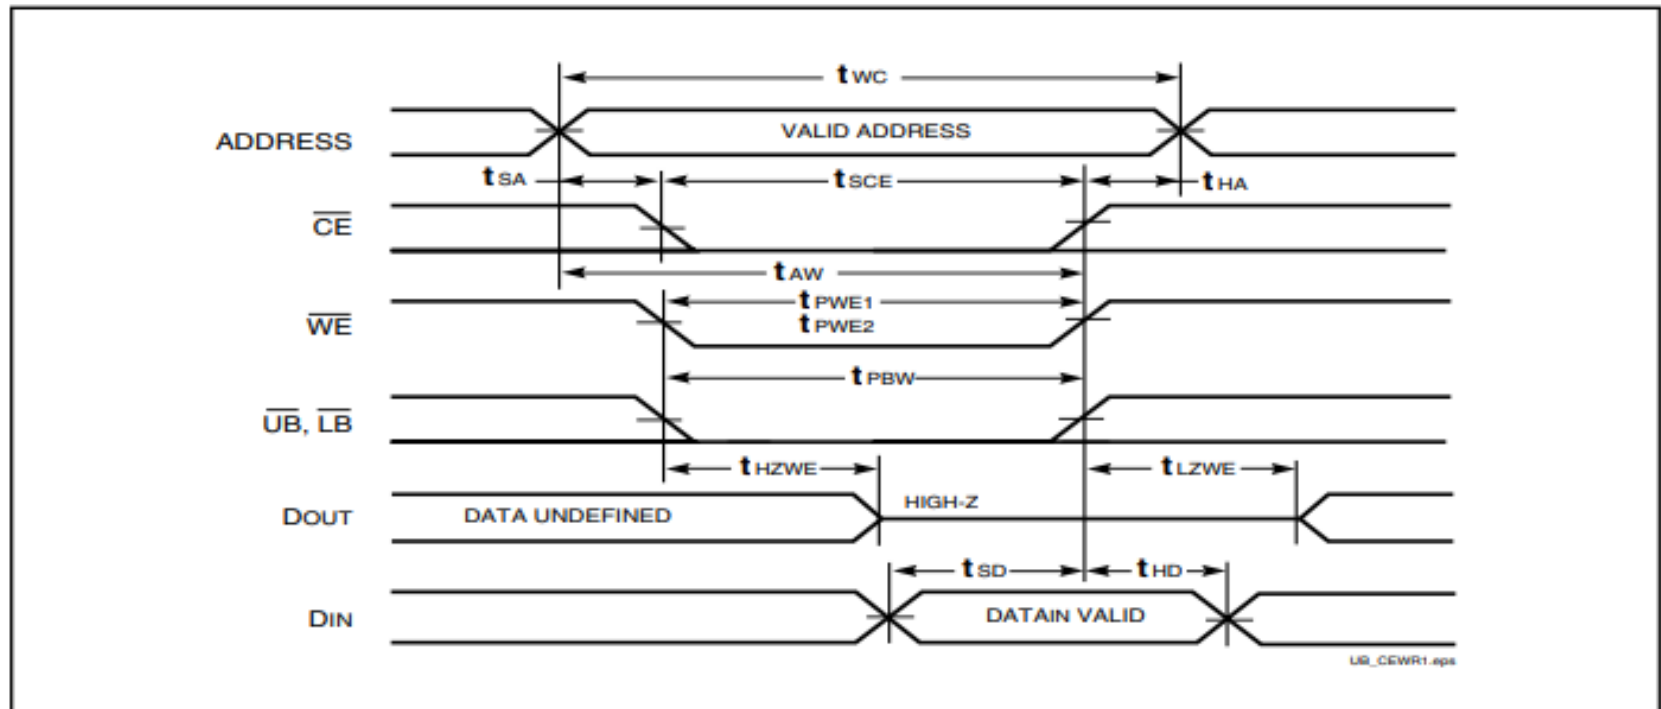 tWC
ADDRESS VALID ADDRESS
tSA tSCE tHA
CE
tAW
tPWE1
WE tPWE2
tPBW
UB, LB
tHZWE tLZWE
HIGH-Z
DOUT DATA UNDEFINED
tSD tHD
DIN DATAIN VALID
UB_CEWR1.eps